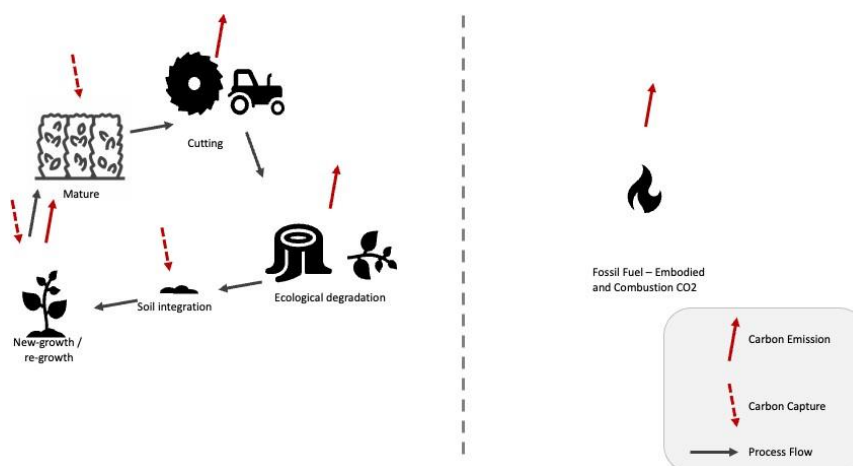 Cutting
Mature
Ecological degradation
Soil integration
New-growth /
re-growth
Fossil Fuel – Embodied
and Combustion CO2
Carbon Emission
Carbon Capture
Process Flow